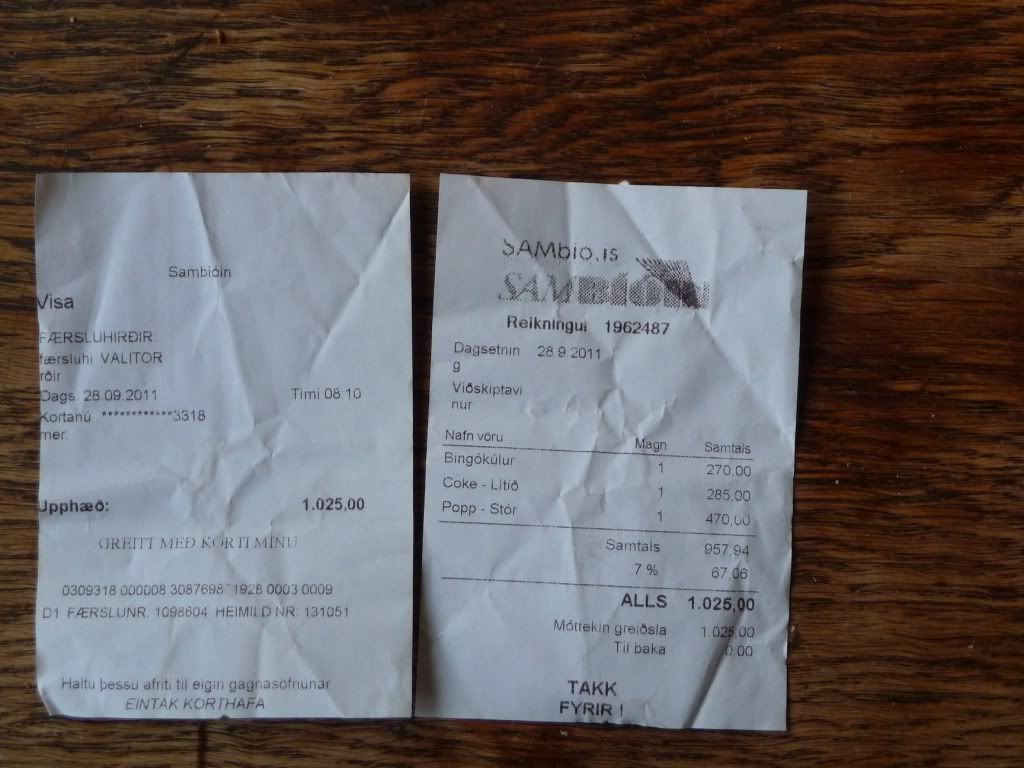 Sambíóin
Visa
FÆRSLUHIRÐIR:
færsluhi VALITOR
rðir
Dags. 28.09.2011 Tími 08:10
Kortanú ************3318
mer:
Upphæð: 1.025,00
GREITT MEÐ KORTI MÍNU
0309318 000008 3087698 1928 0003 0009
D1 FÆRSLUNR: 1098604 HEIMILD NR: 131051
Haltu þessu afriti til eigin gagnasöfnunar
EINTAK KORTHAFA
SAMbio.is
SAMBÍÓIN
Reikningur 1962487
Dagsetnin 28.9.2011
g
Viðskiptavi
nur
Nafn vöru Magn Samtals
Bingókúlur 1 270,00
Coke - Lítið 1 285,00
Popp - Stór 1 470,00
Samtals 957,94
7 % 67,06
ALLS 1.025,00
Móttekin greiðsla 1.025,00
Til baka 0,00
TAKK
FYRIR !